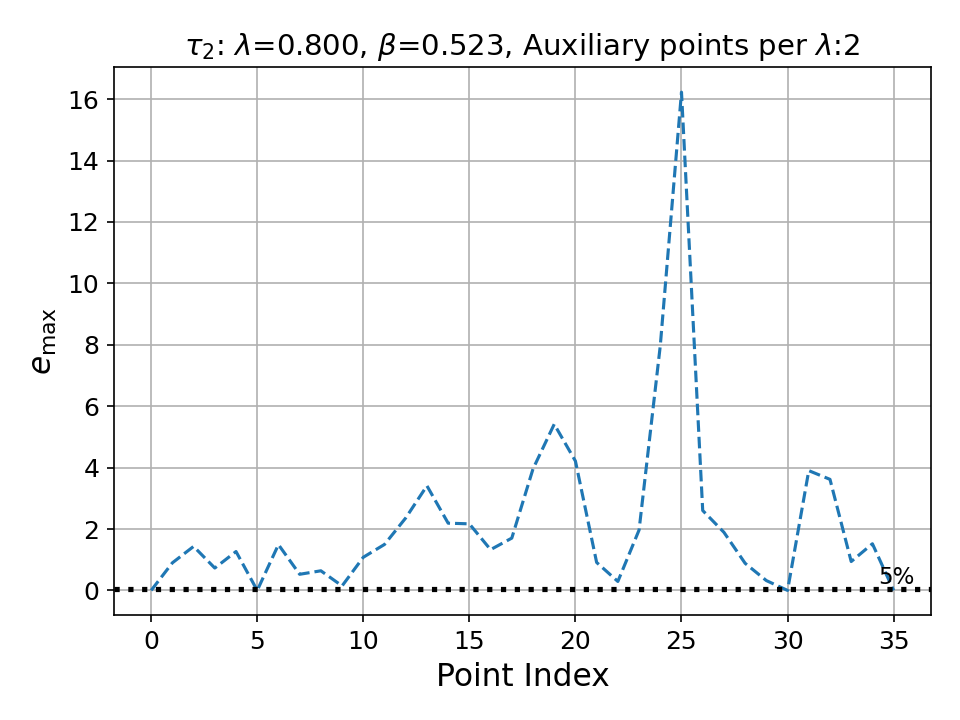 τ₂: λ=0.800, β=0.523, Auxiliary points per λ:2
16
14
12
10
8
6
4
2
0
e_max
5%
0 5 10 15 20 25 30 35
Point Index